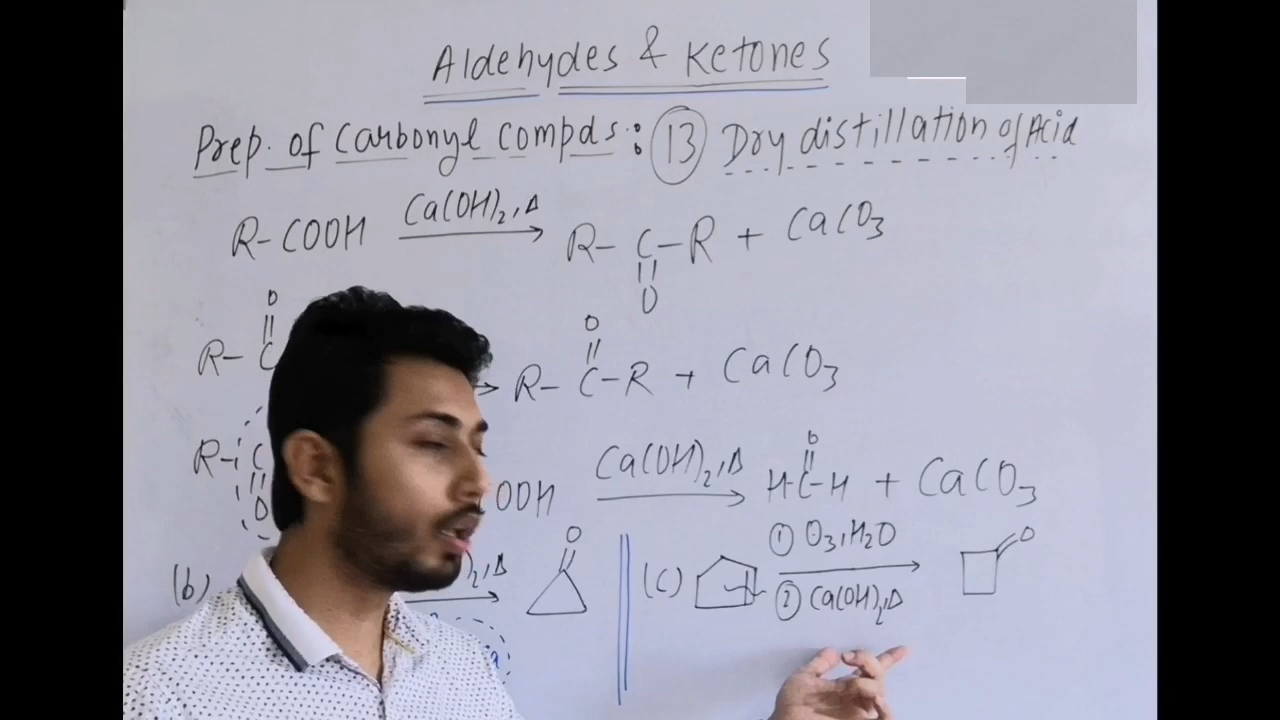 Aldehydes & Ketones
Prep. of Carbonyl Compds: (13) Dry distillation of Acid
R-COOH Ca(OH)2,Δ R-C-R + CaCO3
O
O
R-C
O
R-C-R + CaCO3
R-C
O
OOH Ca(OH)2,Δ
O
H-C-H + CaCO3
(b) )2,Δ
O
(C) ① O3,H2O
② Ca(OH)2,Δ
O